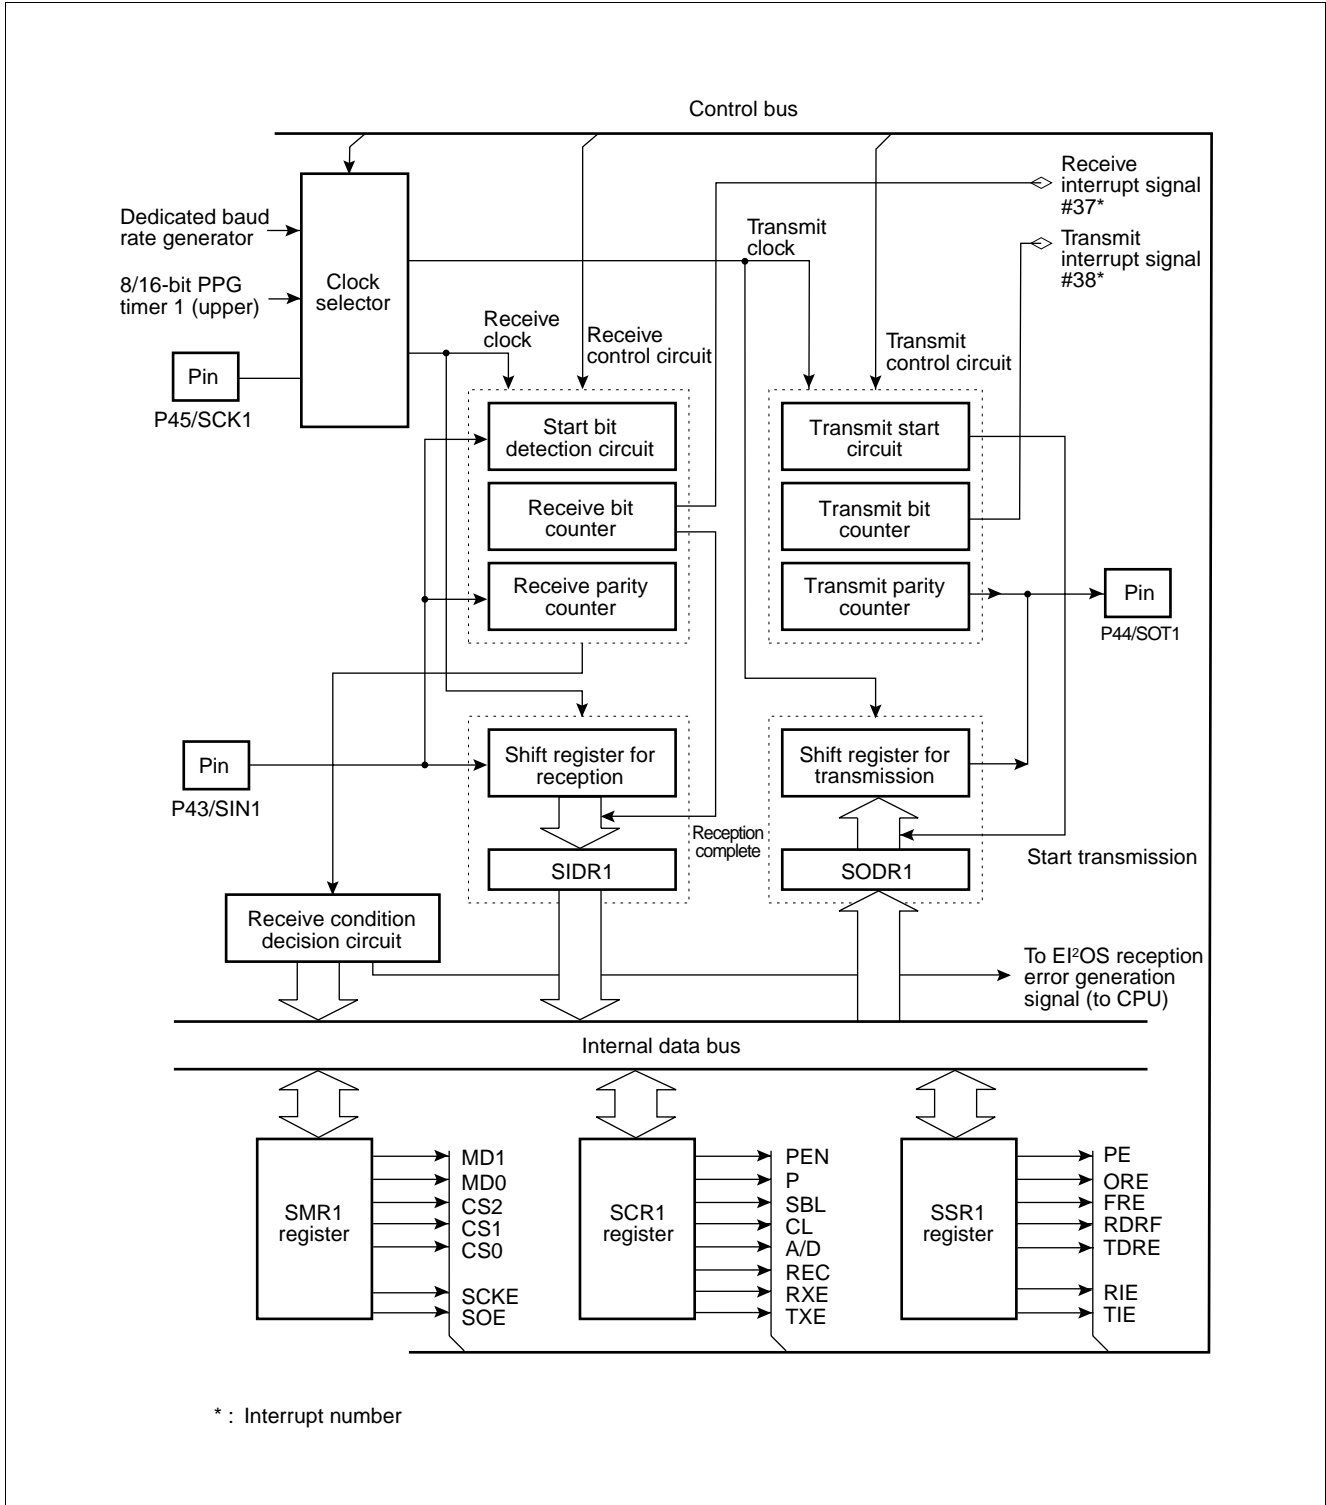 Control bus
Receive
interrupt signal
#37*
Transmit
interrupt signal
#38*
Dedicated baud
rate generator
8/16-bit PPG
timer 1 (upper)
Clock
selector
Transmit
clock
Receive
clock
Receive
control circuit
Transmit
control circuit
Pin
P45/SCK1
Start bit
detection circuit
Transmit start
circuit
Receive bit
counter
Transmit bit
counter
Receive parity
counter
Transmit parity
counter
Pin
P44/SOT1
Pin
P43/SIN1
Shift register for
reception
Shift register for
transmission
Reception
complete
Start transmission
SIDR1
SODR1
Receive condition
decision circuit
To EI²OS reception
error generation
signal (to CPU)
Internal data bus
SMR1
register
MD1
MD0
CS2
CS1
CS0
SCKE
SOE
SCR1
register
PEN
P
SBL
CL
A/D
REC
RXE
TXE
SSR1
register
PE
ORE
FRE
RDRF
TDRE
RIE
TIE
* : Interrupt number